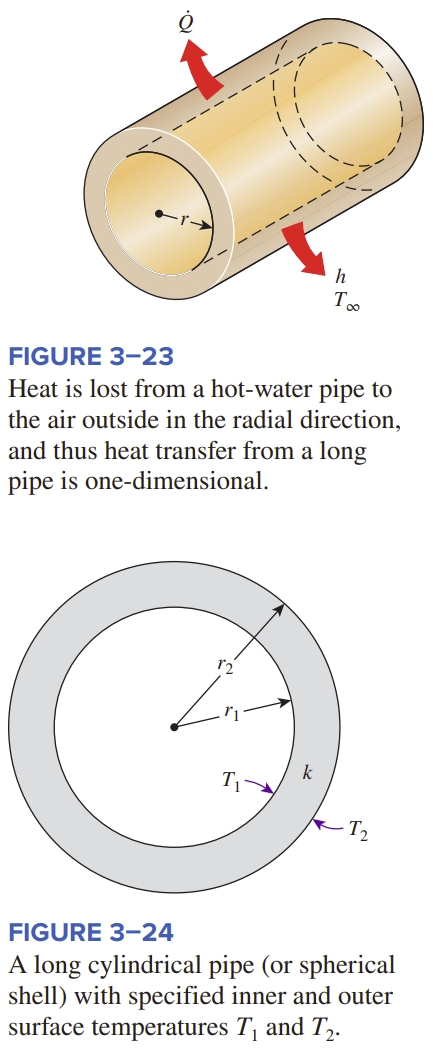 Q̇
r
h
T∞
FIGURE 3–23
Heat is lost from a hot-water pipe to
the air outside in the radial direction,
and thus heat transfer from a long
pipe is one-dimensional.
r2
r1
T1
k
T2
FIGURE 3–24
A long cylindrical pipe (or spherical
shell) with specified inner and outer
surface temperatures T1 and T2.